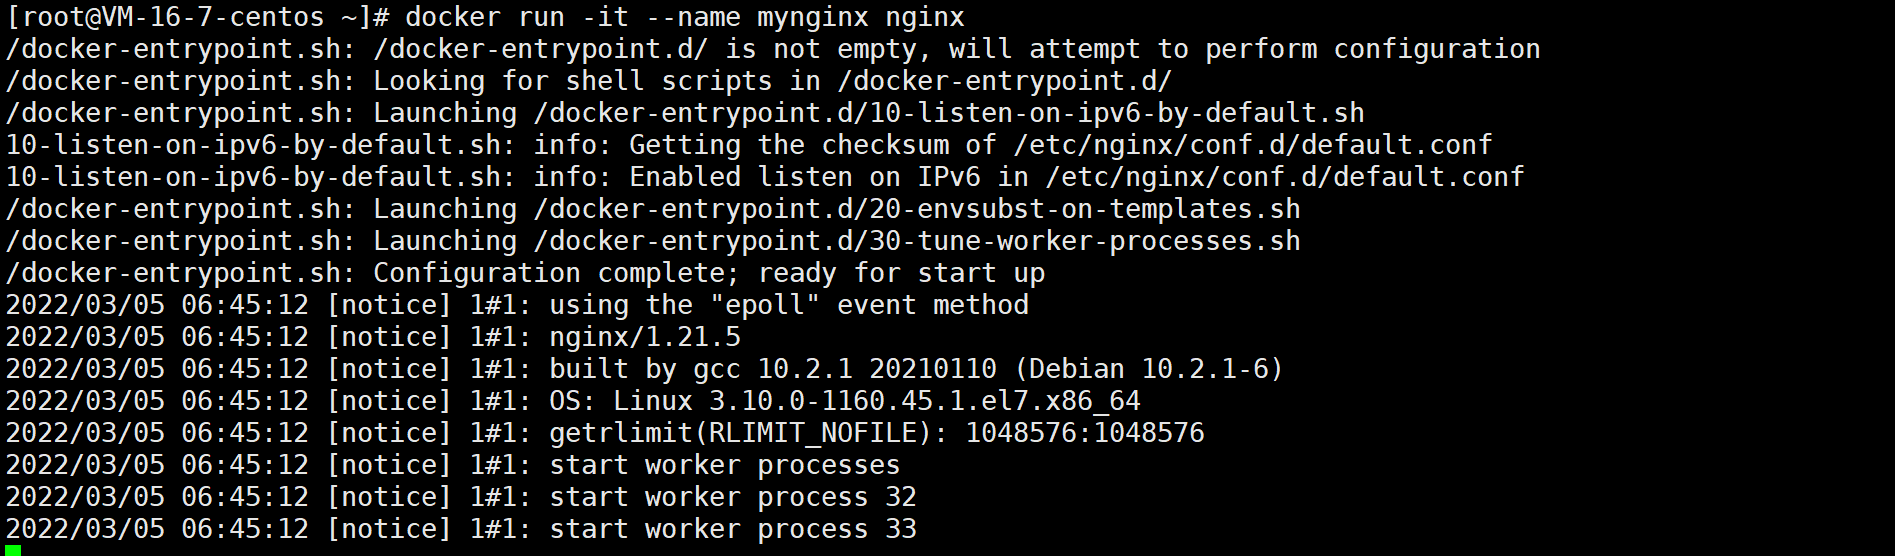 [root@VM-16-7-centos ~]# docker run -it --name mynginx nginx
/docker-entrypoint.sh: /docker-entrypoint.d/ is not empty, will attempt to perform configuration
/docker-entrypoint.sh: Looking for shell scripts in /docker-entrypoint.d/
/docker-entrypoint.sh: Launching /docker-entrypoint.d/10-listen-on-ipv6-by-default.sh
10-listen-on-ipv6-by-default.sh: info: Getting the checksum of /etc/nginx/conf.d/default.conf
10-listen-on-ipv6-by-default.sh: info: Enabled listen on IPv6 in /etc/nginx/conf.d/default.conf
/docker-entrypoint.sh: Launching /docker-entrypoint.d/20-envsubst-on-templates.sh
/docker-entrypoint.sh: Launching /docker-entrypoint.d/30-tune-worker-processes.sh
/docker-entrypoint.sh: Configuration complete; ready for start up
2022/03/05 06:45:12 [notice] 1#1: using the "epoll" event method
2022/03/05 06:45:12 [notice] 1#1: nginx/1.21.5
2022/03/05 06:45:12 [notice] 1#1: built by gcc 10.2.1 20210110 (Debian 10.2.1-6)
2022/03/05 06:45:12 [notice] 1#1: OS: Linux 3.10.0-1160.45.1.el7.x86_64
2022/03/05 06:45:12 [notice] 1#1: getrlimit(RLIMIT_NOFILE): 1048576:1048576
2022/03/05 06:45:12 [notice] 1#1: start worker processes
2022/03/05 06:45:12 [notice] 1#1: start worker process 32
2022/03/05 06:45:12 [notice] 1#1: start worker process 33